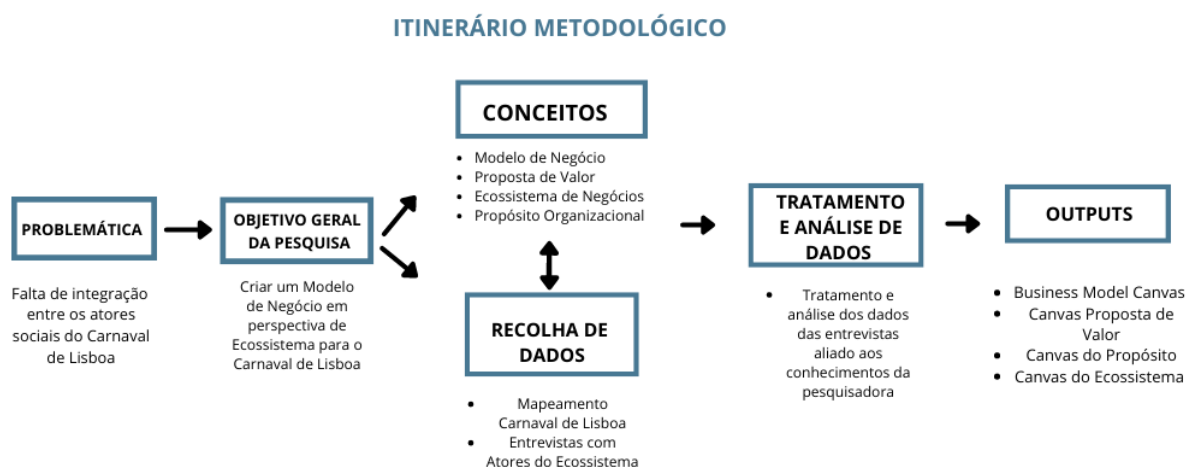 ITINERÁRIO METODOLÓGICO
PROBLEMÁTICA
Falta de integração
entre os atores
sociais do Carnaval
de Lisboa
OBJETIVO GERAL
DA PESQUISA
Criar um Modelo
de Negócio em
perspectiva de
Ecossistema para o
Carnaval de Lisboa
CONCEITOS
• Modelo de Negócio
• Proposta de Valor
• Ecossistema de Negócios
• Propósito Organizacional
RECOLHA DE
DADOS
• Mapeamento
Carnaval de Lisboa
• Entrevistas com
Atores do Ecossistema
TRATAMENTO
E ANÁLISE DE
DADOS
• Tratamento e
análise dos dados
das entrevistas
aliado aos
conhecimentos da
pesquisadora
OUTPUTS
• Business Model Canvas
• Canvas Proposta de
Valor
• Canvas do Propósito
• Canvas do Ecossistema